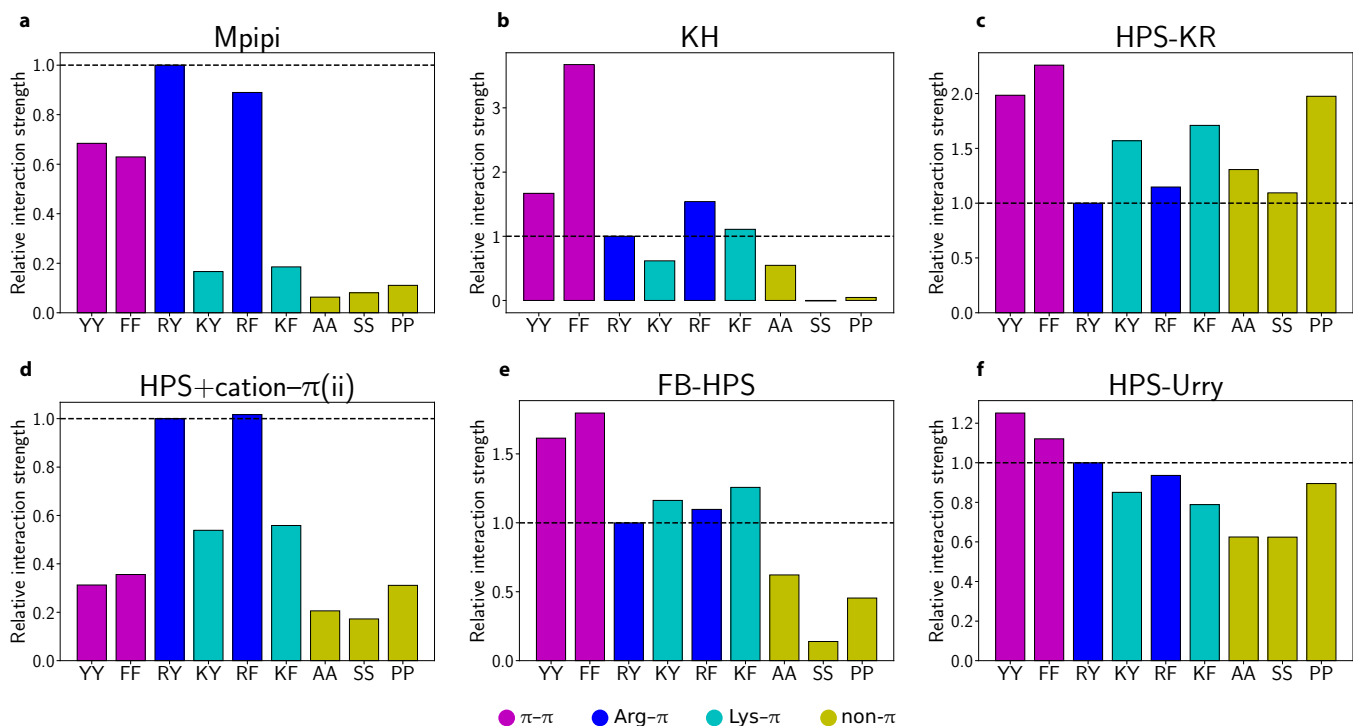 a
Mpipi
Relative interaction strength
1.0
0.8
0.6
0.4
0.2
0.0
YY FF RY KY RF KF AA SS PP
b
KH
Relative interaction strength
3
2
1
0
YY FF RY KY RF KF AA SS PP
c
HPS-KR
Relative interaction strength
2.0
1.5
1.0
0.5
0.0
YY FF RY KY RF KF AA SS PP
d
HPS+cation–π(ii)
Relative interaction strength
1.0
0.8
0.6
0.4
0.2
0.0
YY FF RY KY RF KF AA SS PP
e
FB-HPS
Relative interaction strength
1.5
1.0
0.5
0.0
YY FF RY KY RF KF AA SS PP
f
HPS-Urry
Relative interaction strength
1.2
1.0
0.8
0.6
0.4
0.2
0.0
YY FF RY KY RF KF AA SS PP
π–π Arg–π Lys–π non-π